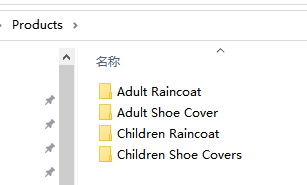 Products
名称
Adult Raincoat
Adult Shoe Cover
Children Raincoat
Children Shoe Covers